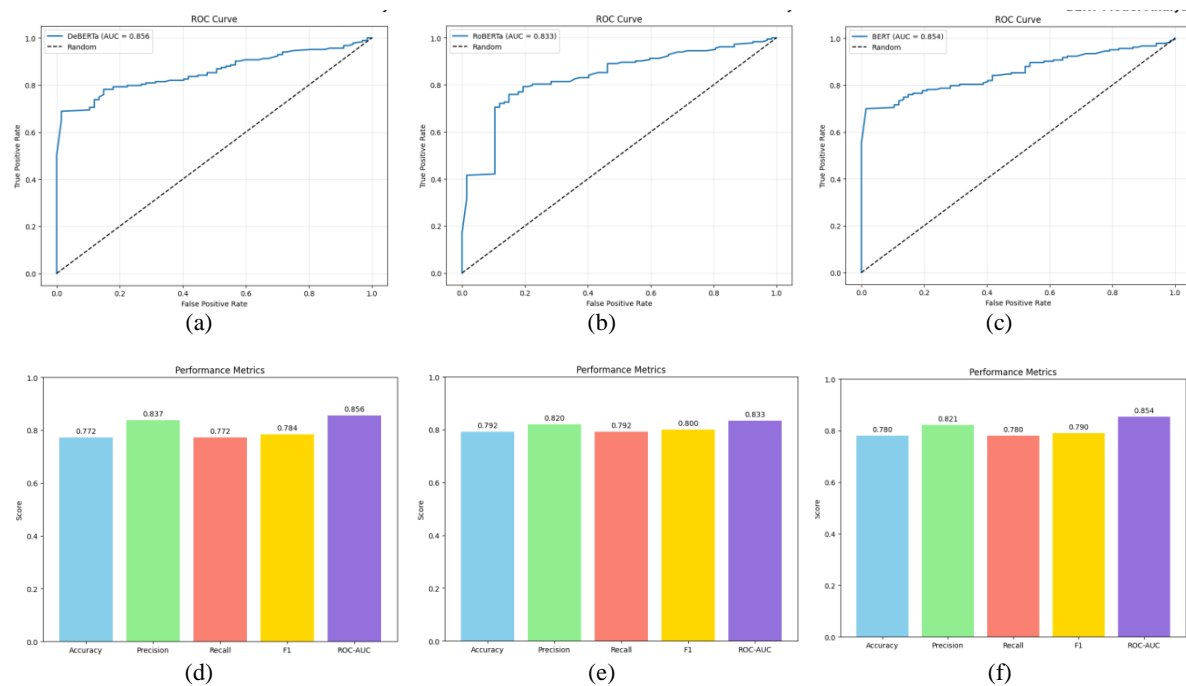 ROC Curve
DeBERTa (AUC = 0.856
Random
True Positive Rate
1.0
0.8
0.6
0.4
0.2
0.0
0.0 0.2 0.4 0.6 0.8 1.0
False Positive Rate
(a)
ROC Curve
RoBERTa (AUC = 0.833)
Random
True Positive Rate
1.0
0.8
0.6
0.4
0.2
0.0
0.0 0.2 0.4 0.6 0.8 1.0
False Positive Rate
(b)
ROC Curve
BERT (AUC = 0.854)
Random
True Positive Rate
1.0
0.8
0.6
0.4
0.2
0.0
0.0 0.2 0.4 0.6 0.8 1.0
False Positive Rate
(c)
Performance Metrics
Score
1.0
0.8
0.6
0.4
0.2
0.0
0.772 0.837 0.772 0.784 0.856
Accuracy Precision Recall F1 ROC-AUC
(d)
Performance Metrics
Score
1.0
0.8
0.6
0.4
0.2
0.0
0.792 0.820 0.792 0.800 0.833
Accuracy Precision Recall F1 ROC-AUC
(e)
Performance Metrics
Score
1.0
0.8
0.6
0.4
0.2
0.0
0.780 0.821 0.780 0.790 0.854
Accuracy Precision Recall F1 ROC-AUC
(f)